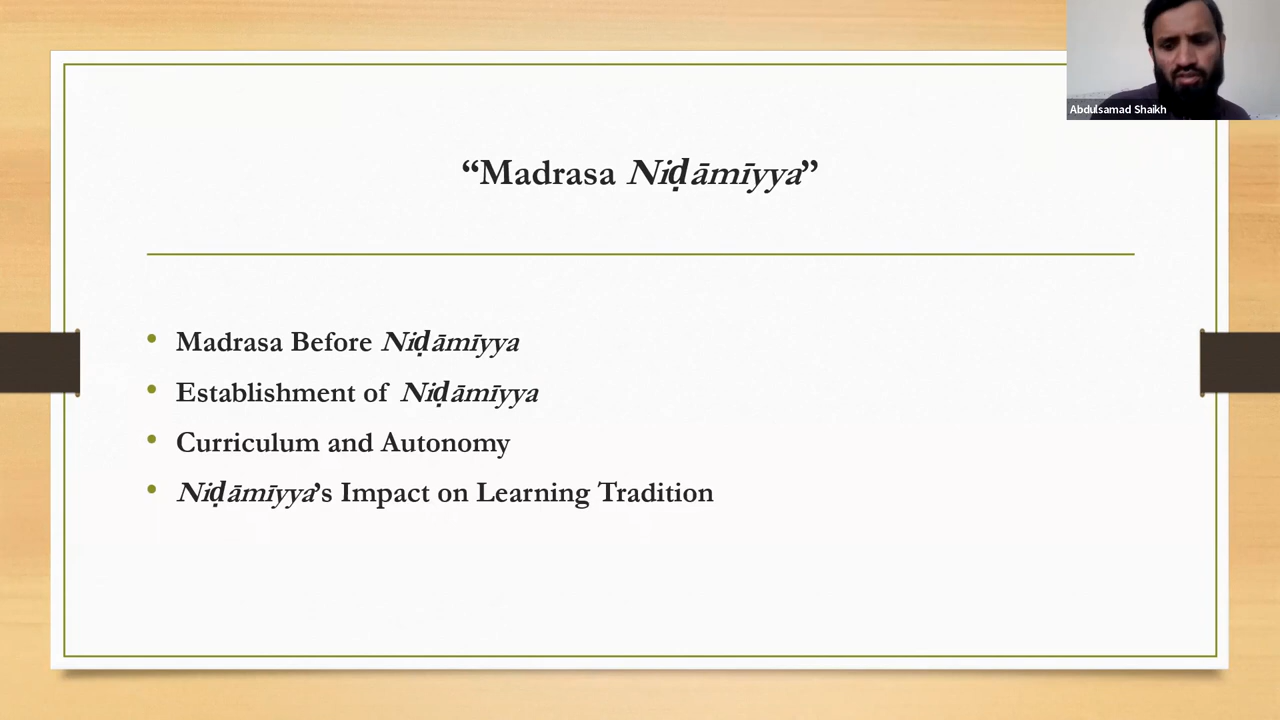 “Madrasa Niḍāmīyya”
Abdulsamad Shaikh
• Madrasa Before Niḍāmīyya
• Establishment of Niḍāmīyya
• Curriculum and Autonomy
• Niḍāmīyya’s Impact on Learning Tradition